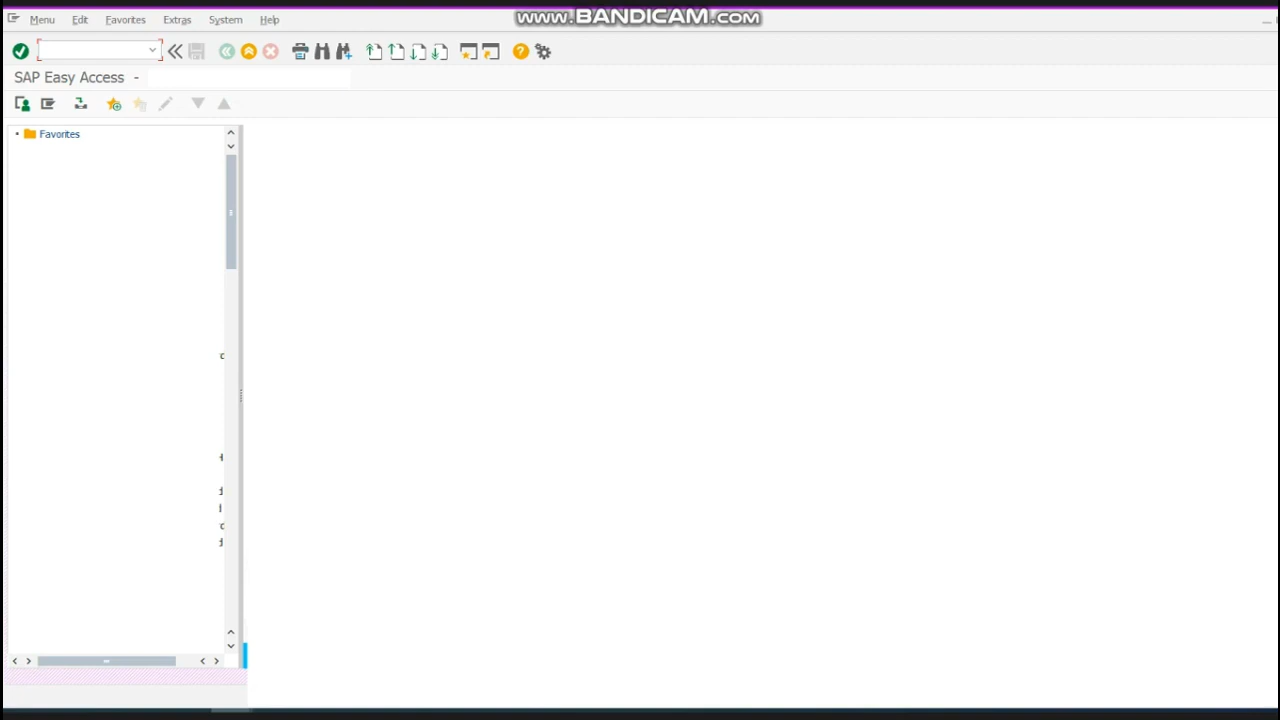 www.BANDICAM.com
Menu Edit Favorites Extras System Help
SAP Easy Access -
Favorites